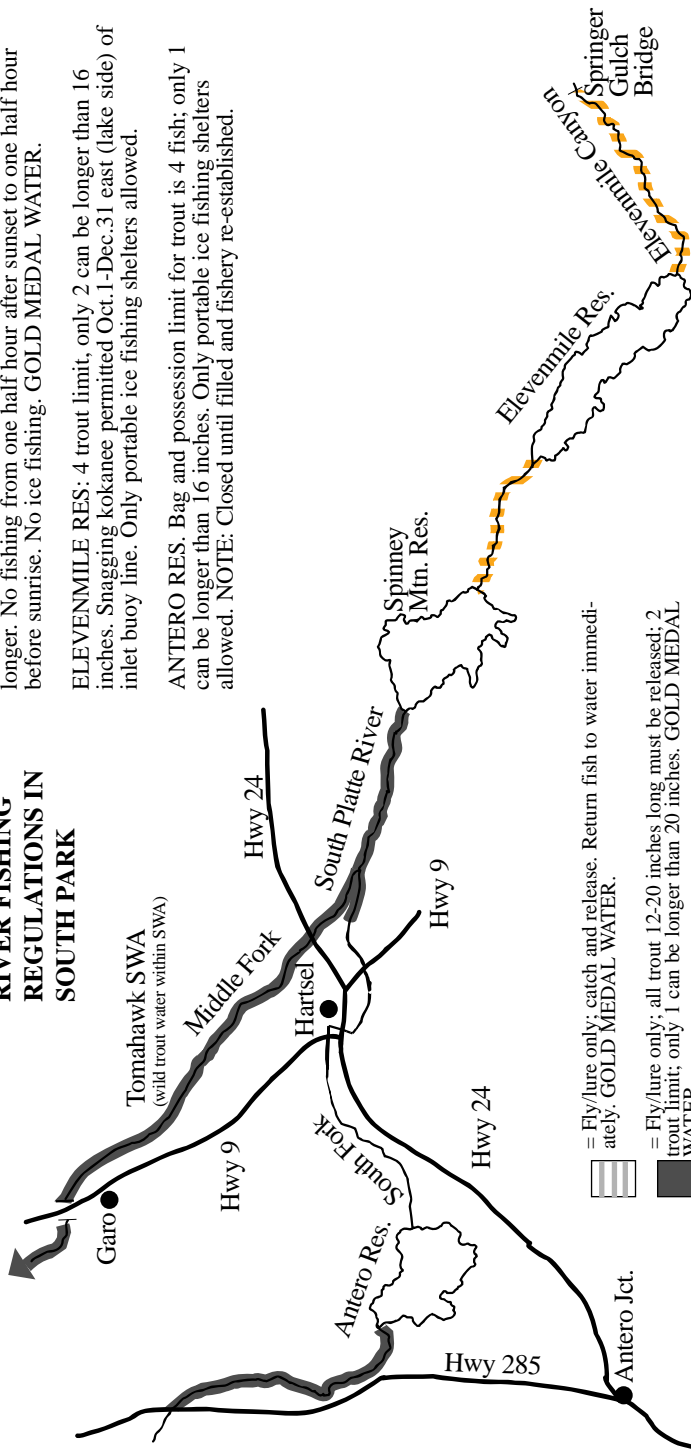 RIVER FISHING
REGULATIONS IN
SOUTH PARK
longer. No fishing from one half hour after sunset to one half hour
before sunrise. No ice fishing. GOLD MEDAL WATER.
ELEVENMILE RES: 4 trout limit, only 2 can be longer than 16
inches. Snagging kokanee permitted Oct.1-Dec.31 east (lake side) of
inlet buoy line. Only portable ice fishing shelters allowed.
ANTERO RES. Bag and possession limit for trout is 4 fish; only 1
can be longer than 16 inches. Only portable ice fishing shelters
allowed. NOTE: Closed until filled and fishery re-established.
Garo
Tomahawk SWA
(wild trout water within SWA)
Middle Fork
Hwy 9
Hwy 24
South Platte River
Hartsel
Hwy 9
South Fork
Antero Res.
Hwy 24
Hwy 285
Antero Jct.
Spinney
Mtn. Res.
Elevenmile Res.
Elevenmile Canyon
Springer
Gulch
Bridge
= Fly/lure only; catch and release. Return fish to water immedi-
ately. GOLD MEDAL WATER.
= Fly/lure only; all trout 12-20 inches long must be released; 2
trout limit; only 1 can be longer than 20 inches. GOLD MEDAL
WATER